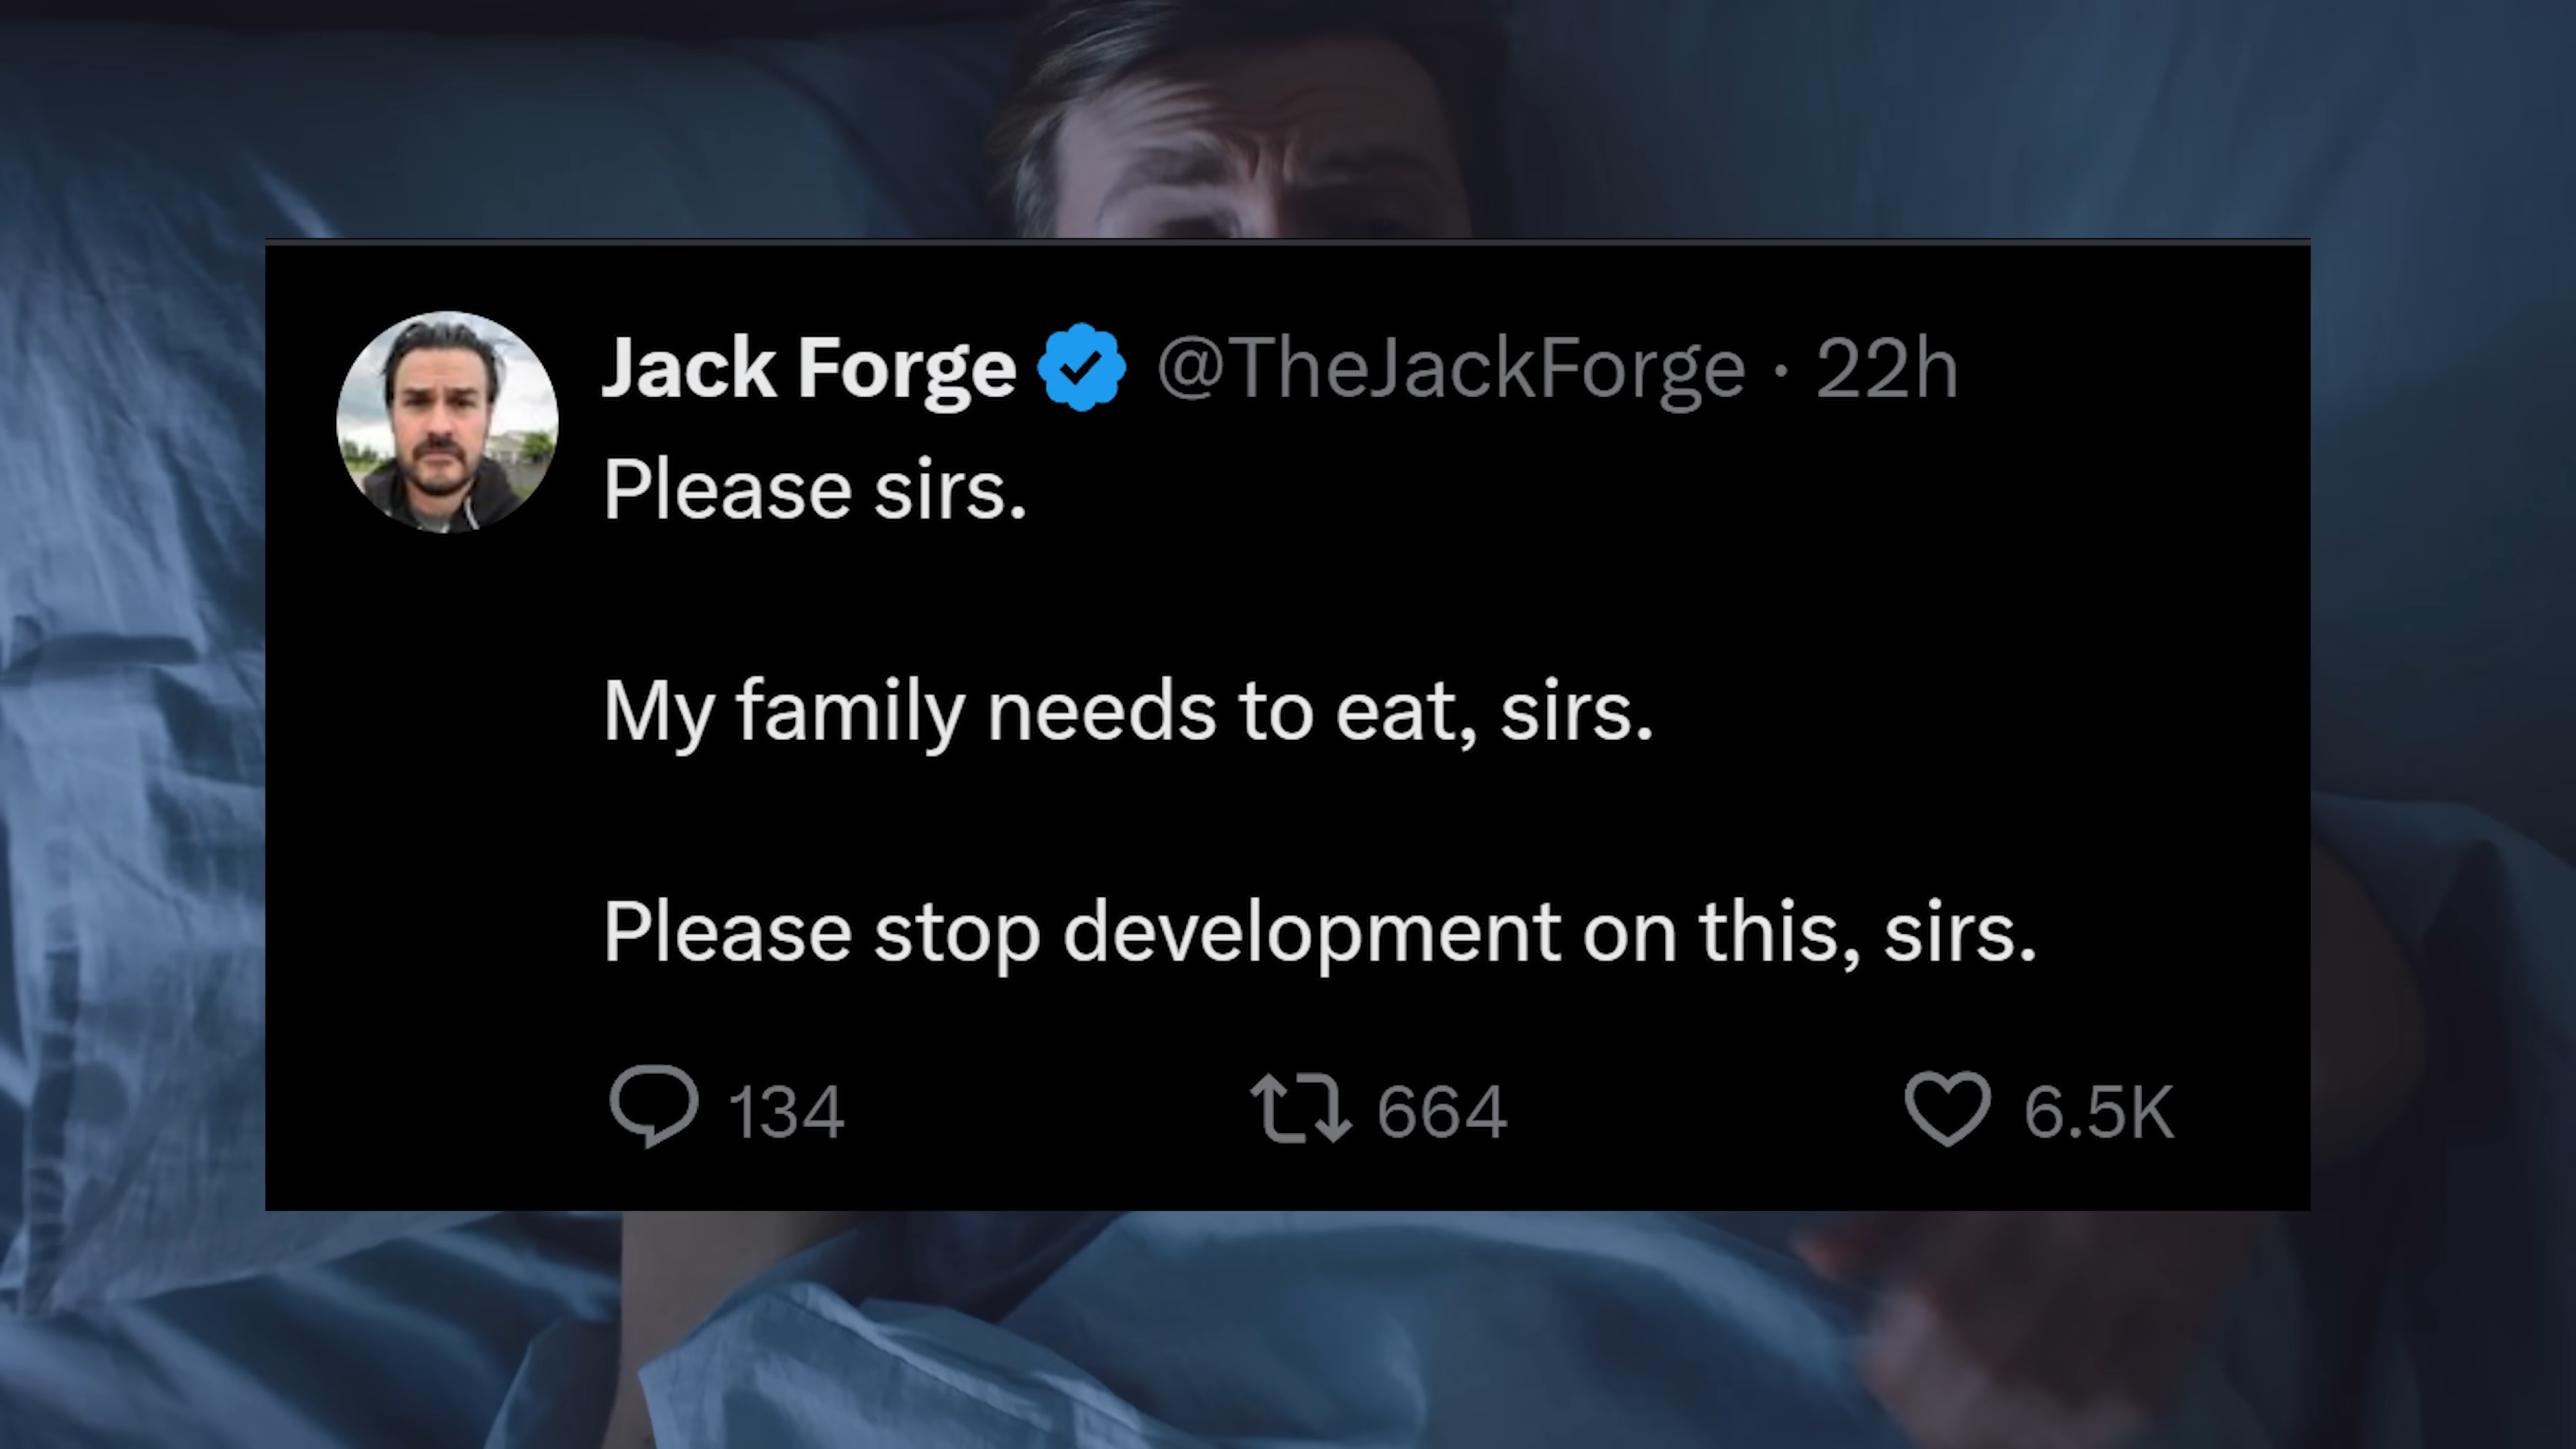 Jack Forge @TheJackForge · 22h
Please sirs.
My family needs to eat, sirs.
Please stop development on this, sirs.
134 664 6.5K